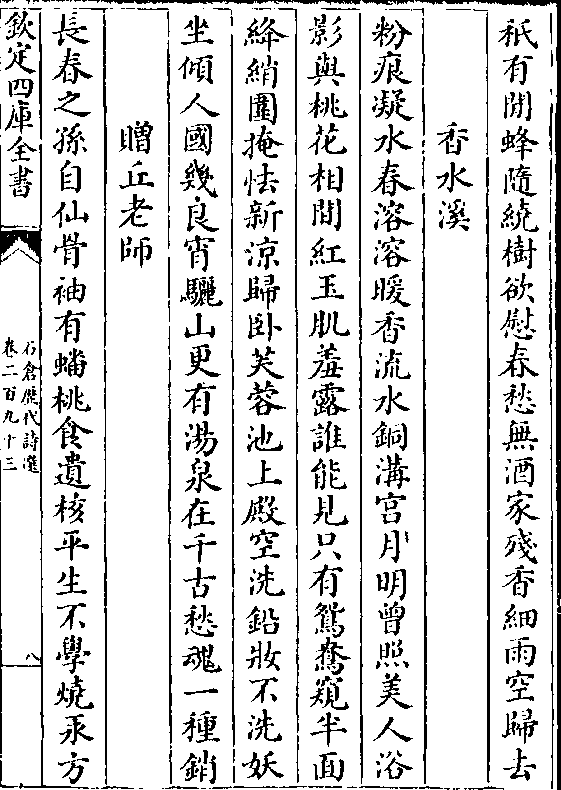 秪有閒蜂隨繞樹欲慰春愁無酒家殘香細雨空歸去
香水溪
粉痕凝水春溶溶暖香流水銅溝宮月明曾照美人浴
影與桃花相間紅玉肌羞露誰能見只有鴛鴦窺半面
絳綃圍掩怯新涼歸卧芙蓉池上殿空洗鉛妝不洗妖
坐傾人國幾良宵驪山更有湯泉在千古愁魂一種銷
贈丘老師
長春之孫自仙骨袖有蟠桃食遺核平生不學燒汞方
欽定四庫全書
石倉歷代詩選
卷二百九十三
八